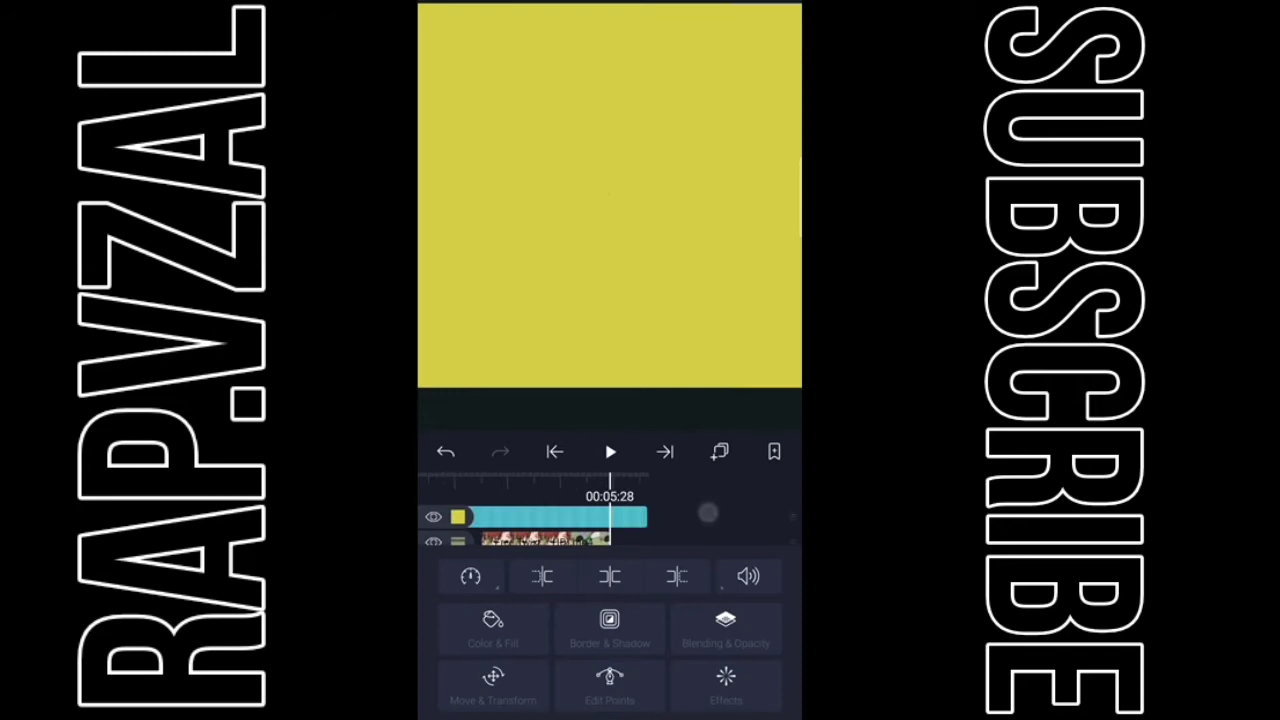 RAP.VZAL
SUBSCRIBE
00:05:28
Color & Fill
Border & Shadow
Blending & Opacity
Move & Transform
Edit Points
Effects